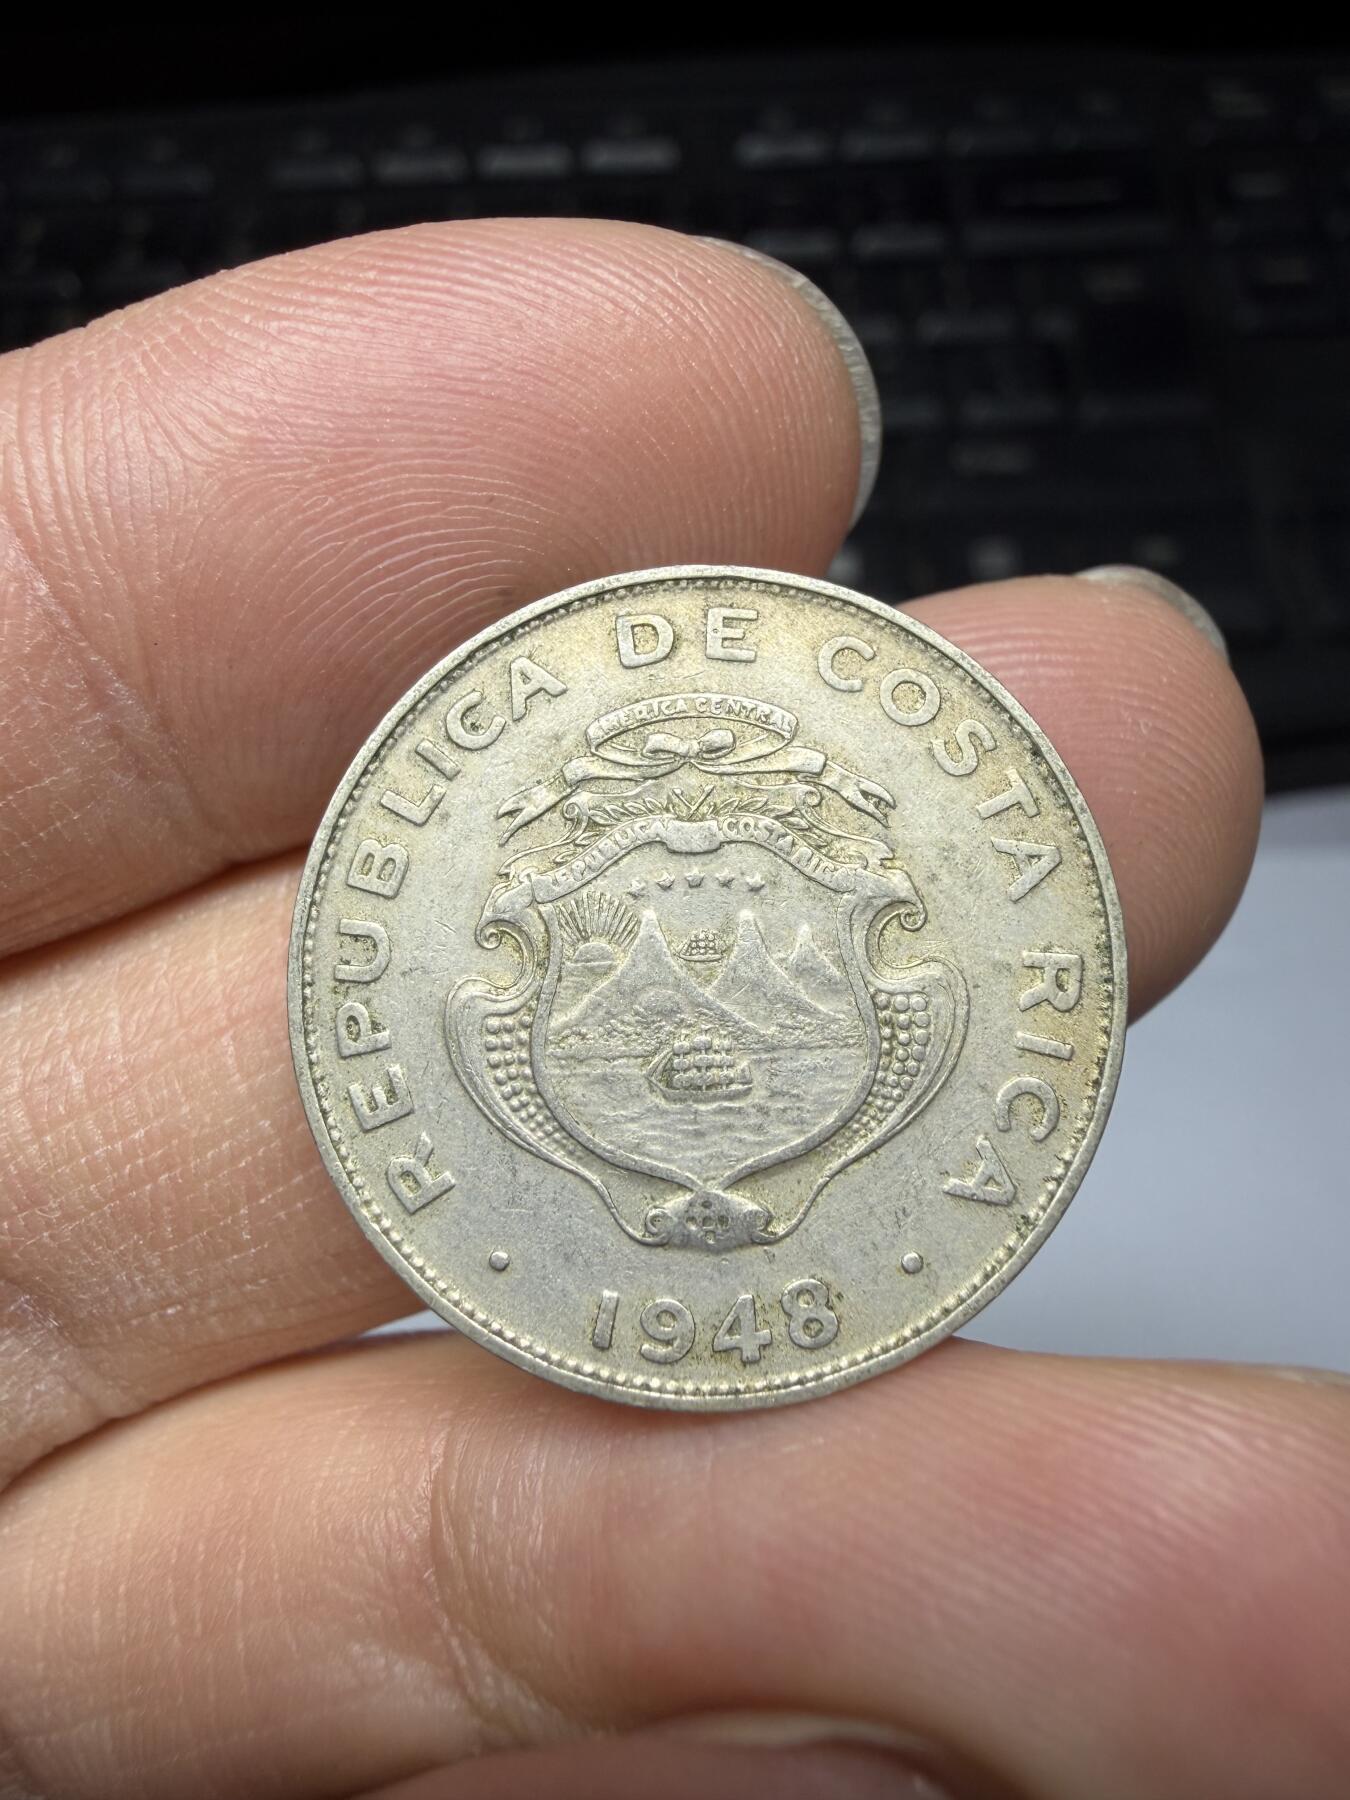 REPUBLICA DE COSTA RICA
AMERICA CENTRAL
REPUBLICA COSTA RICA
1948